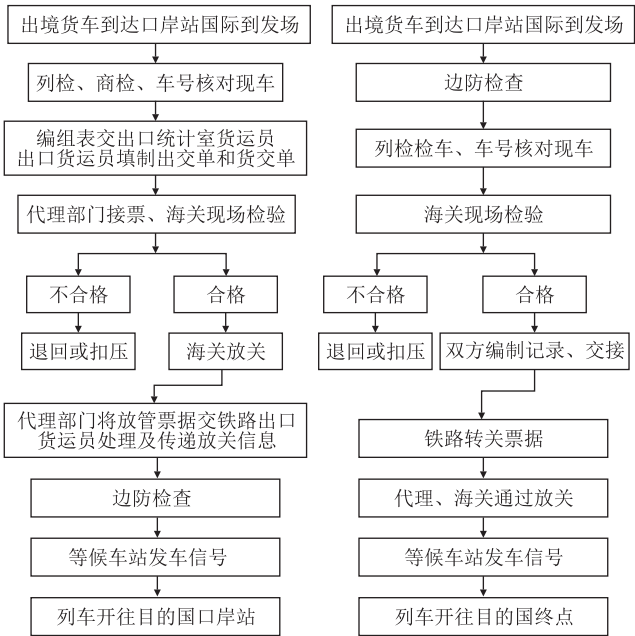 出境货车到达口岸站国际到发场
列检、商检、车号核对现车
编组表交出口统计室货运员
出口货运员填制出交单和货交单
代理部门接票、海关现场检验
不合格
合格
退回或扣压
海关放关
代理部门将放管票据交铁路出口
货运员处理及传递放关信息
边防检查
等候车站发车信号
列车开往目的国口岸站
出境货车到达口岸站国际到发场
边防检查
列检检车、车号核对现车
海关现场检验
不合格
合格
退回或扣压
双方编制记录、交接
铁路转关票据
代理、海关通过放关
等候车站发车信号
列车开往目的国终点